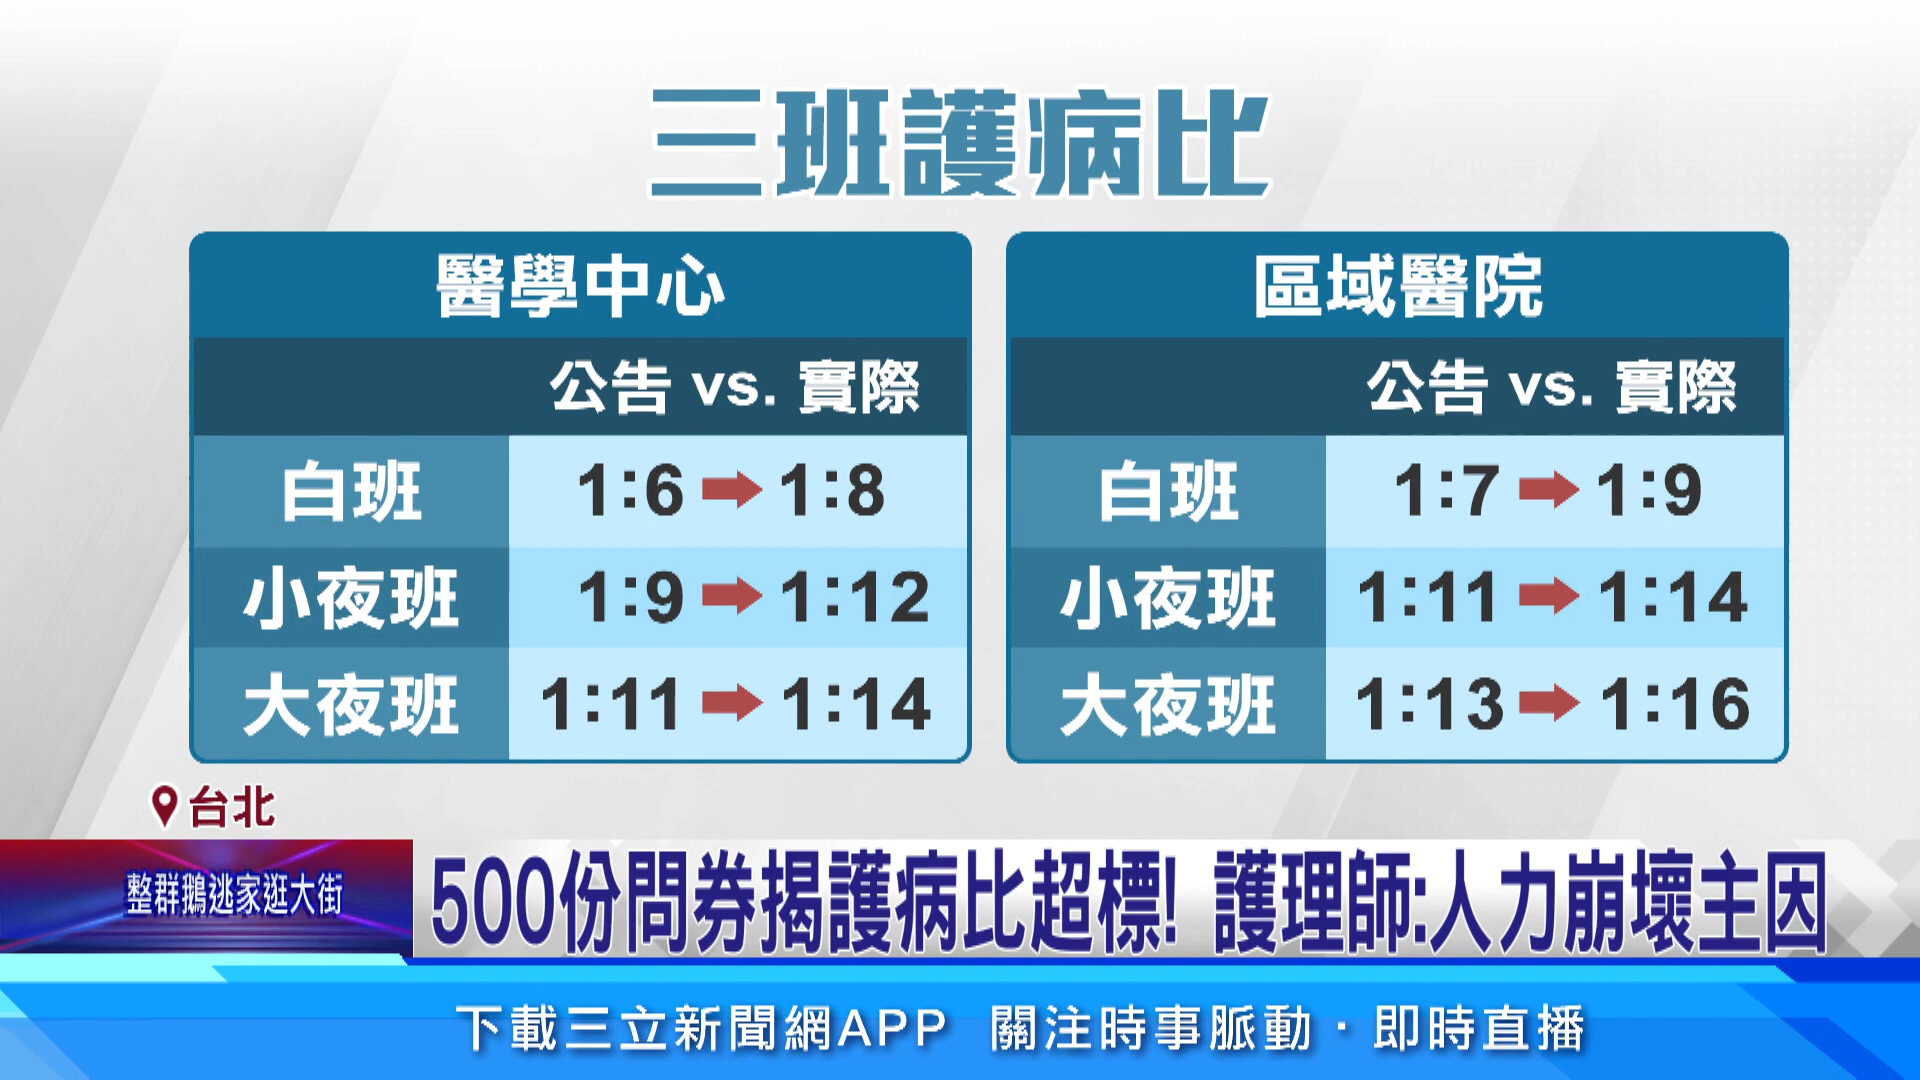 三班護病比
醫學中心
公告 vs. 實際
白班 1:6 1:8
小夜班 1:9 1:12
大夜班 1:11 1:14
區域醫院
公告 vs. 實際
白班 1:7 1:9
小夜班 1:11 1:14
大夜班 1:13 1:16
台北
整群鵝逃家逛大街
500份問券揭護病比超標! 護理師:人力崩壞主因
下載三立新聞網APP 關注時事脈動・即時直播